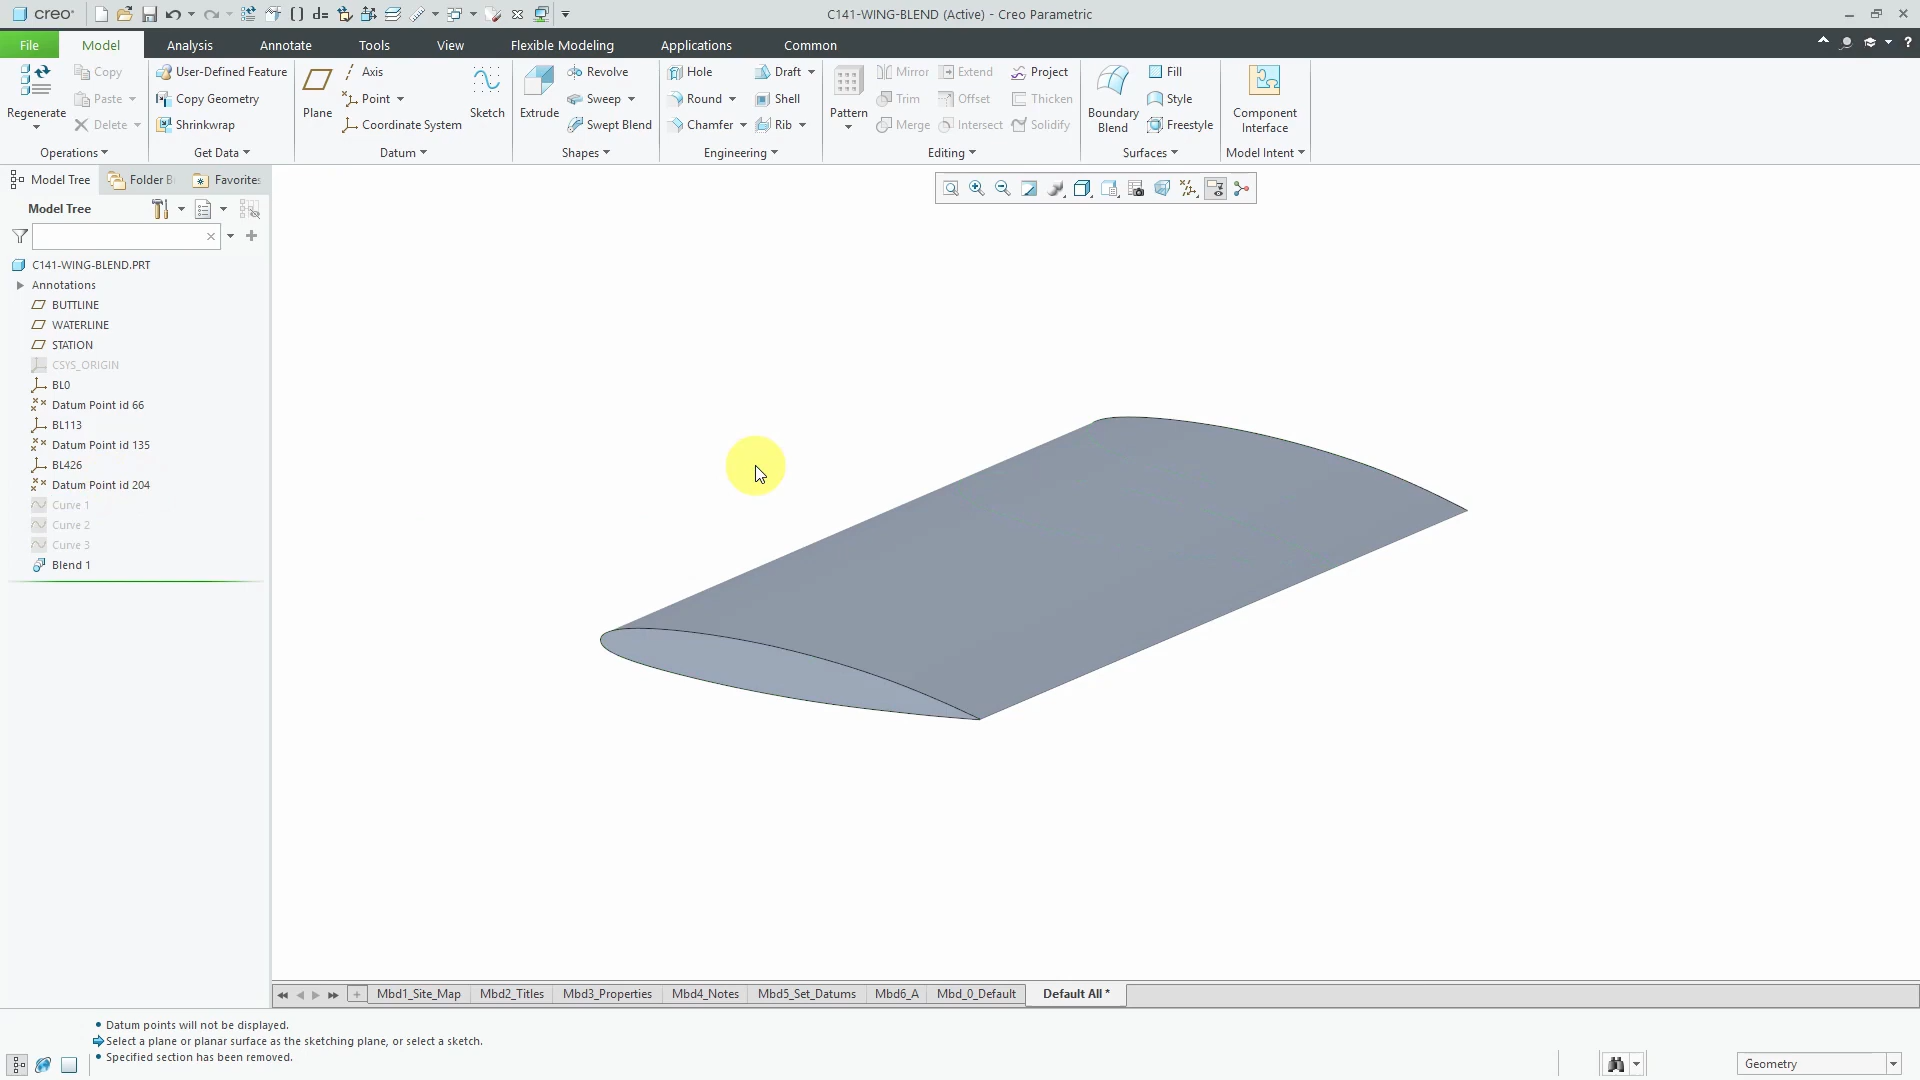 creo
C141-WING-BLEND (Active) - Creo Parametric
File
Model
Analysis
Annotate
Tools
View
Flexible Modeling
Applications
Common
Regenerate
Copy
Paste
Delete
Operations
User-Defined Feature
Copy Geometry
Shrinkwrap
Get Data
Plane
Axis
Point
Coordinate System
Sketch
Datum
Extrude
Revolve
Sweep
Swept Blend
Shapes
Hole
Round
Chamfer
Draft
Shell
Rib
Engineering
Pattern
Mirror
Trim
Merge
Extend
Offset
Intersect
Project
Thicken
Solidify
Editing
Boundary
Blend
Fill
Style
Freestyle
Surfaces
Component
Interface
Model Intent
Model Tree
Folder B
Favorites
Model Tree
C141-WING-BLEND.PRT
Annotations
BUTTLINE
WATERLINE
STATION
CSYS_ORIGIN
BL0
Datum Point id 66
BL113
Datum Point id 135
BL426
Datum Point id 204
Curve 1
Curve 2
Curve 3
Blend 1
Mbd1_Site_Map
Mbd2_Titles
Mbd3_Properties
Mbd4_Notes
Mbd5_Set_Datums
Mbd6_A
Mbd_0_Default
Default All *
• Datum points will not be displayed.
Select a plane or planar surface as the sketching plane, or select a sketch.
• Specified section has been removed.
Geometry